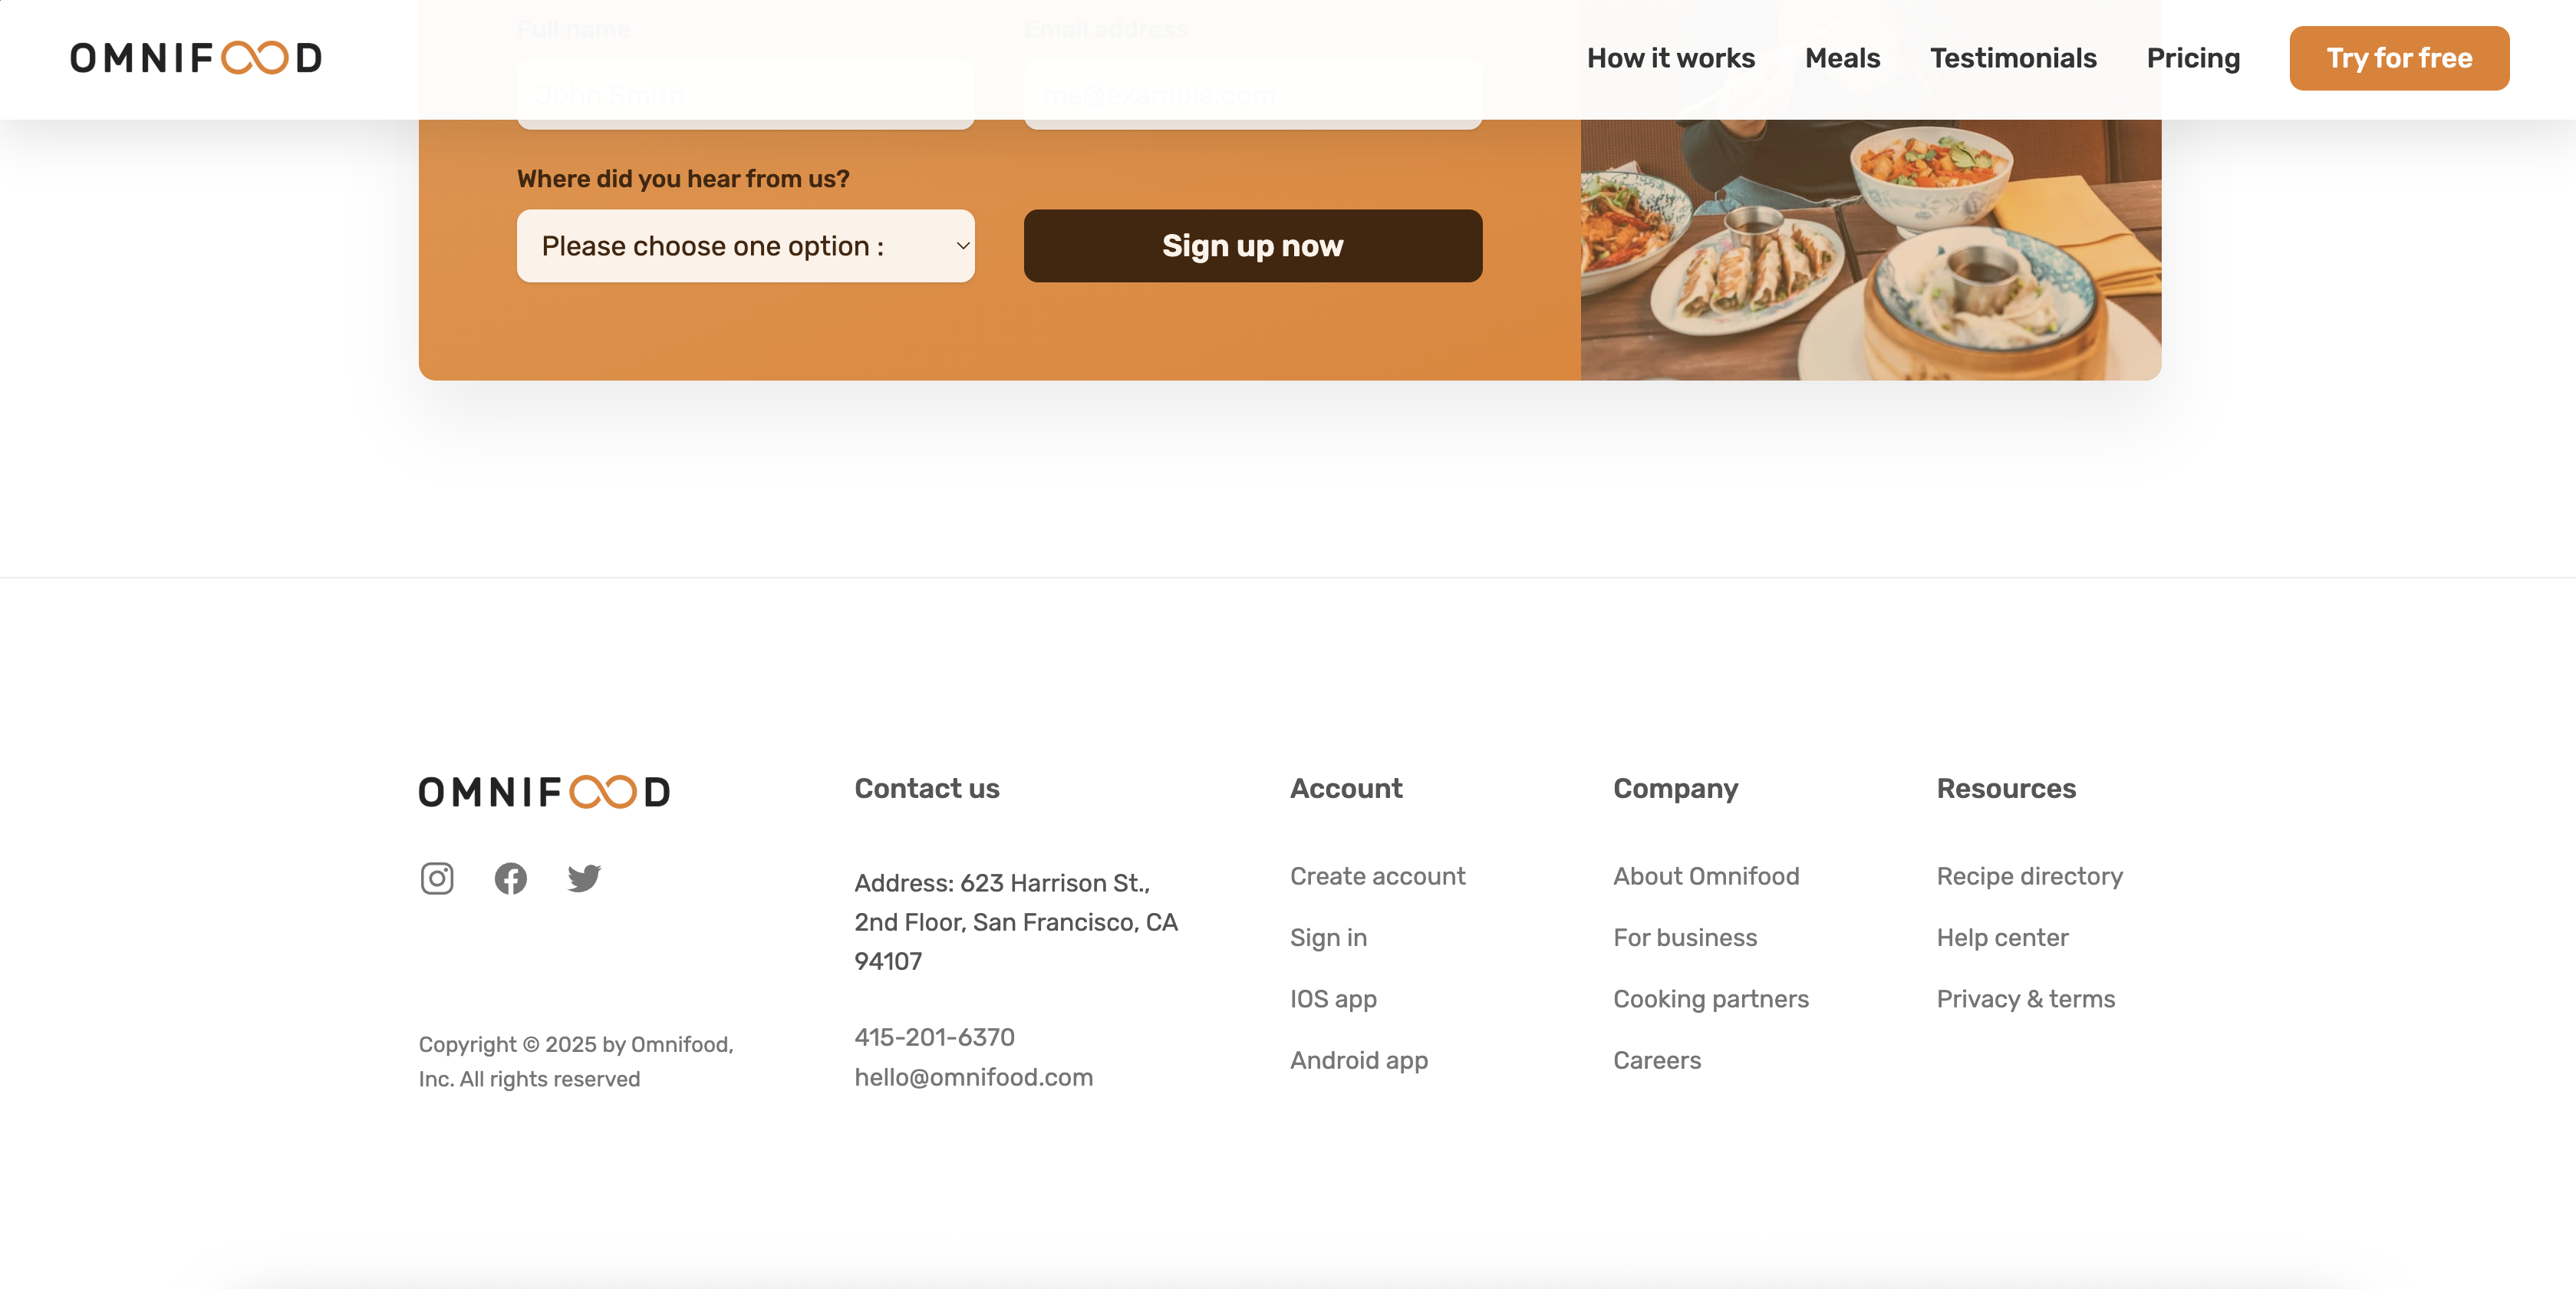 OMNIFOOD
How it works
Meals
Testimonials
Pricing
Try for free
Full name
Email address
John Smith
me@example.com
Where did you hear from us?
Please choose one option :
Sign up now
OMNIFOOD
Copyright © 2025 by Omnifood,
Inc. All rights reserved
Contact us
Address: 623 Harrison St.,
2nd Floor, San Francisco, CA
94107
415-201-6370
hello@omnifood.com
Account
Create account
Sign in
IOS app
Android app
Company
About Omnifood
For business
Cooking partners
Careers
Resources
Recipe directory
Help center
Privacy & terms